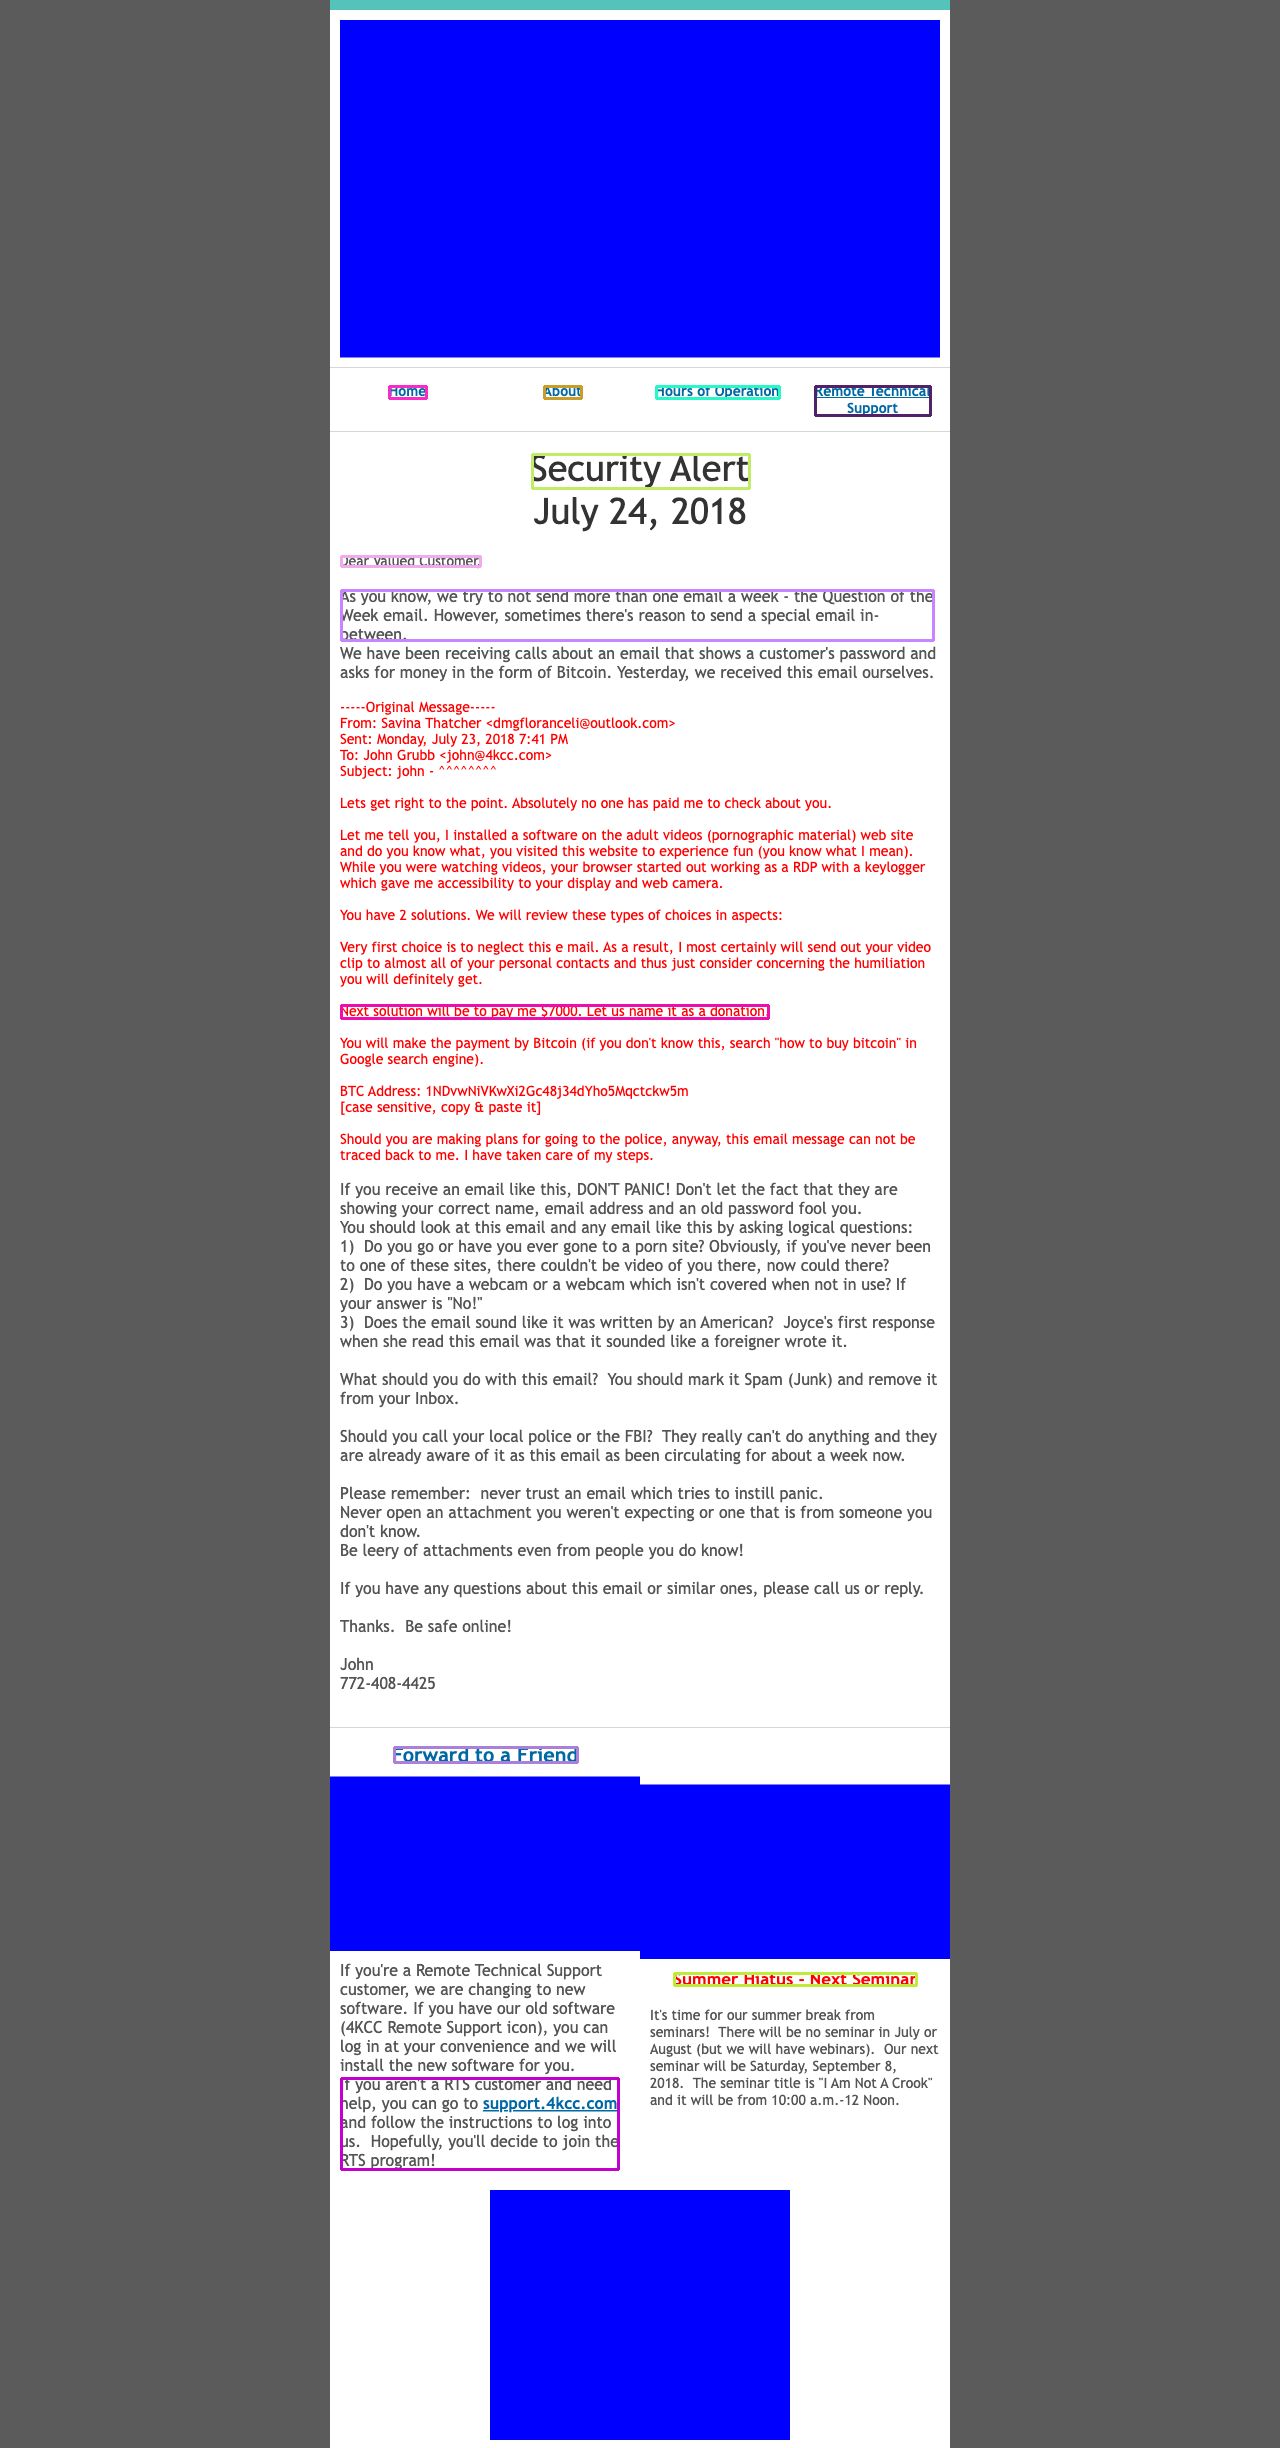 Home
About
Hours of Operation
Remote Technical
Support
Security Alert
July 24, 2018
Dear Valued Customer,
As you know, we try to not send more than one email a week - the Question of the
Week email. However, sometimes there's reason to send a special email in-
between.
We have been receiving calls about an email that shows a customer's password and
asks for money in the form of Bitcoin. Yesterday, we received this email ourselves.
-----Original Message-----
From: Savina Thatcher <dmgfloranceli@outlook.com>
Sent: Monday, July 23, 2018 7:41 PM
To: John Grubb <john@4kcc.com>
Subject: john - ^^^^^^^^
Lets get right to the point. Absolutely no one has paid me to check about you.
Let me tell you, I installed a software on the adult videos (pornographic material) web site
and do you know what, you visited this website to experience fun (you know what I mean).
While you were watching videos, your browser started out working as a RDP with a keylogger
which gave me accessibility to your display and web camera.
You have 2 solutions. We will review these types of choices in aspects:
Very first choice is to neglect this e mail. As a result, I most certainly will send out your video
clip to almost all of your personal contacts and thus just consider concerning the humiliation
you will definitely get.
Next solution will be to pay me $7000. Let us name it as a donation.
You will make the payment by Bitcoin (if you don't know this, search "how to buy bitcoin" in
Google search engine).
BTC Address: 1NDvwNiVKwXi2Gc48j34dYho5Mqctckw5m
[case sensitive, copy & paste it]
Should you are making plans for going to the police, anyway, this email message can not be
traced back to me. I have taken care of my steps.
If you receive an email like this, DON'T PANIC! Don't let the fact that they are
showing your correct name, email address and an old password fool you.
You should look at this email and any email like this by asking logical questions:
1)  Do you go or have you ever gone to a porn site? Obviously, if you've never been
to one of these sites, there couldn't be video of you there, now could there?
2)  Do you have a webcam or a webcam which isn't covered when not in use? If
your answer is "No!"
3)  Does the email sound like it was written by an American?  Joyce's first response
when she read this email was that it sounded like a foreigner wrote it.
What should you do with this email?  You should mark it Spam (Junk) and remove it
from your Inbox.
Should you call your local police or the FBI?  They really can't do anything and they
are already aware of it as this email as been circulating for about a week now.
Please remember:  never trust an email which tries to instill panic.
Never open an attachment you weren't expecting or one that is from someone you
don't know.
Be leery of attachments even from people you do know!
If you have any questions about this email or similar ones, please call us or reply.
Thanks.  Be safe online!
John
772-408-4425
Forward to a Friend
If you're a Remote Technical Support
customer, we are changing to new
software. If you have our old software
(4KCC Remote Support icon), you can
log in at your convenience and we will
install the new software for you.
If you aren't a RTS customer and need
help, you can go to support.4kcc.com
and follow the instructions to log into
us.  Hopefully, you'll decide to join the
RTS program!
Summer Hiatus - Next Seminar
It's time for our summer break from
seminars!  There will be no seminar in July or
August (but we will have webinars).  Our next
seminar will be Saturday, September 8,
2018.  The seminar title is "I Am Not A Crook"
and it will be from 10:00 a.m.-12 Noon.